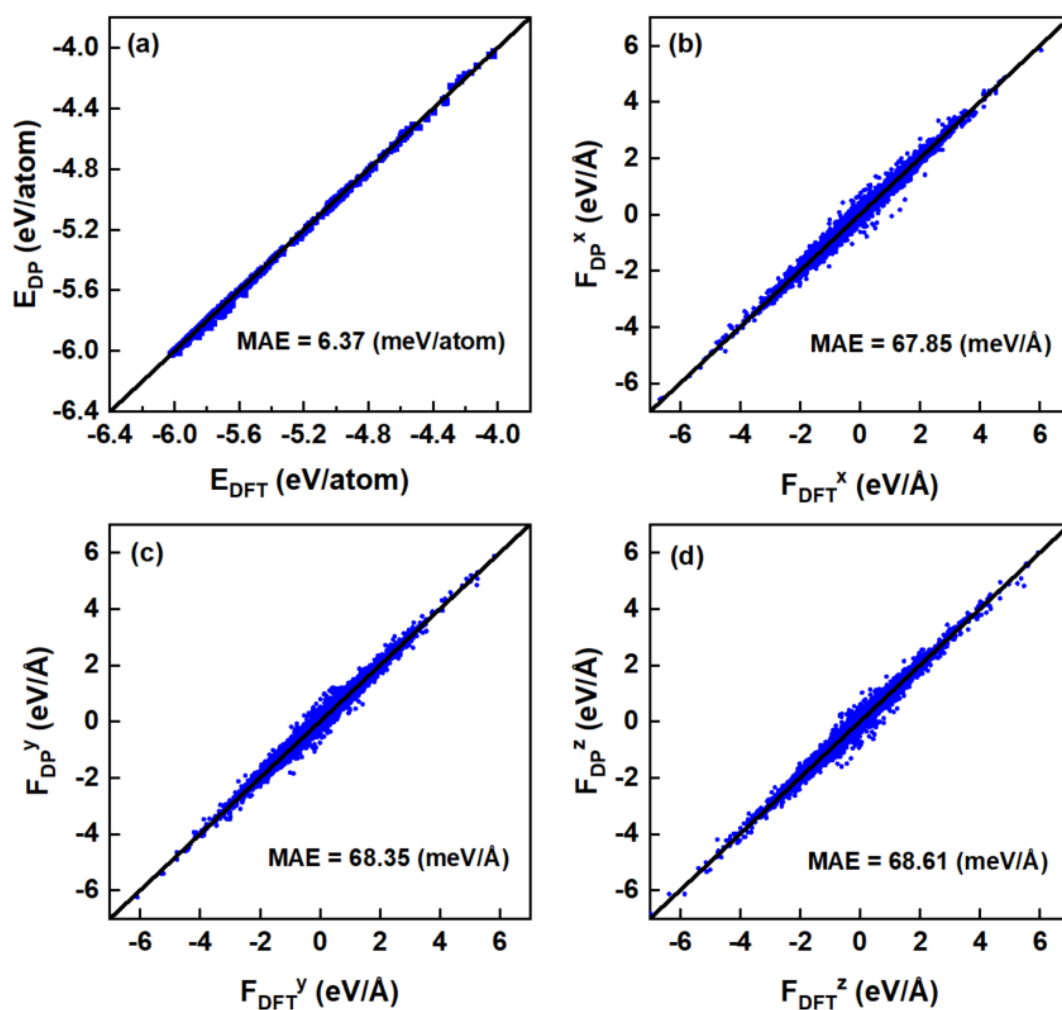 (a)
-4.0
-4.4
-4.8
-5.2
-5.6
-6.0
-6.4
E_DP (eV/atom)
MAE = 6.37 (meV/atom)
-6.4 -6.0 -5.6 -5.2 -4.8 -4.4 -4.0
E_DFT (eV/atom)
(b)
6
4
2
0
-2
-4
-6
F_DP^x (eV/Å)
MAE = 67.85 (meV/Å)
-6 -4 -2 0 2 4 6
F_DFT^x (eV/Å)
(c)
6
4
2
0
-2
-4
-6
F_DP^y (eV/Å)
MAE = 68.35 (meV/Å)
-6 -4 -2 0 2 4 6
F_DFT^y (eV/Å)
(d)
6
4
2
0
-2
-4
-6
F_DP^z (eV/Å)
MAE = 68.61 (meV/Å)
-6 -4 -2 0 2 4 6
F_DFT^z (eV/Å)